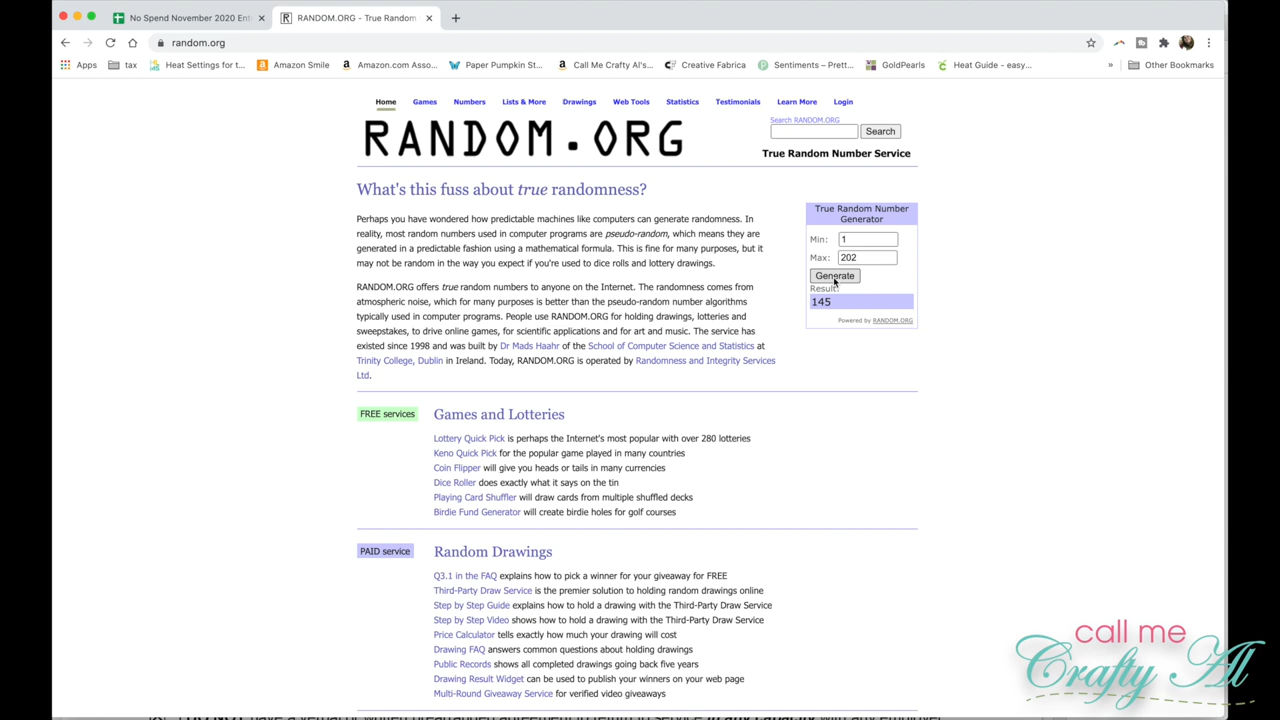 No Spend November 2020 Ent
RANDOM.ORG - True Random
random.org
Apps
tax
Heat Settings for t...
Amazon Smile
Amazon.com Asso...
Paper Pumpkin St...
Call Me Crafty Al's...
Creative Fabrica
Sentiments – Prett...
GoldPearls
Heat Guide - easy...
»
Other Bookmarks
Home
Games
Numbers
Lists & More
Drawings
Web Tools
Statistics
Testimonials
Learn More
Login
RANDOM.ORG
Search RANDOM.ORG
Search
True Random Number Service
What's this fuss about true randomness?
Perhaps you have wondered how predictable machines like computers can generate randomness. In
reality, most random numbers used in computer programs are pseudo-random, which means they are
generated in a predictable fashion using a mathematical formula. This is fine for many purposes, but it
may not be random in the way you expect if you're used to dice rolls and lottery drawings.
RANDOM.ORG offers true random numbers to anyone on the Internet. The randomness comes from
atmospheric noise, which for many purposes is better than the pseudo-random number algorithms
typically used in computer programs. People use RANDOM.ORG for holding drawings, lotteries and
sweepstakes, to drive online games, for scientific applications and for art and music. The service has
existed since 1998 and was built by Dr Mads Haahr of the School of Computer Science and Statistics at
Trinity College, Dublin in Ireland. Today, RANDOM.ORG is operated by Randomness and Integrity Services
Ltd.
True Random Number
Generator
Min: 1
Max: 202
Generate
Result:
145
Powered by RANDOM.ORG
FREE services
Games and Lotteries
Lottery Quick Pick is perhaps the Internet's most popular with over 280 lotteries
Keno Quick Pick for the popular game played in many countries
Coin Flipper will give you heads or tails in many currencies
Dice Roller does exactly what it says on the tin
Playing Card Shuffler will draw cards from multiple shuffled decks
Birdie Fund Generator will create birdie holes for golf courses
PAID service
Random Drawings
Q3.1 in the FAQ explains how to pick a winner for your giveaway for FREE
Third-Party Draw Service is the premier solution to holding random drawings online
Step by Step Guide explains how to hold a drawing with the Third-Party Draw Service
Step by Step Video shows how to hold a drawing with the Third-Party Draw Service
Price Calculator tells exactly how much your drawing will cost
Drawing FAQ answers common questions about holding drawings
Public Records shows all completed drawings going back five years
Drawing Result Widget can be used to publish your winners on your web page
Multi-Round Giveaway Service for verified video giveaways
call me
Crafty Al